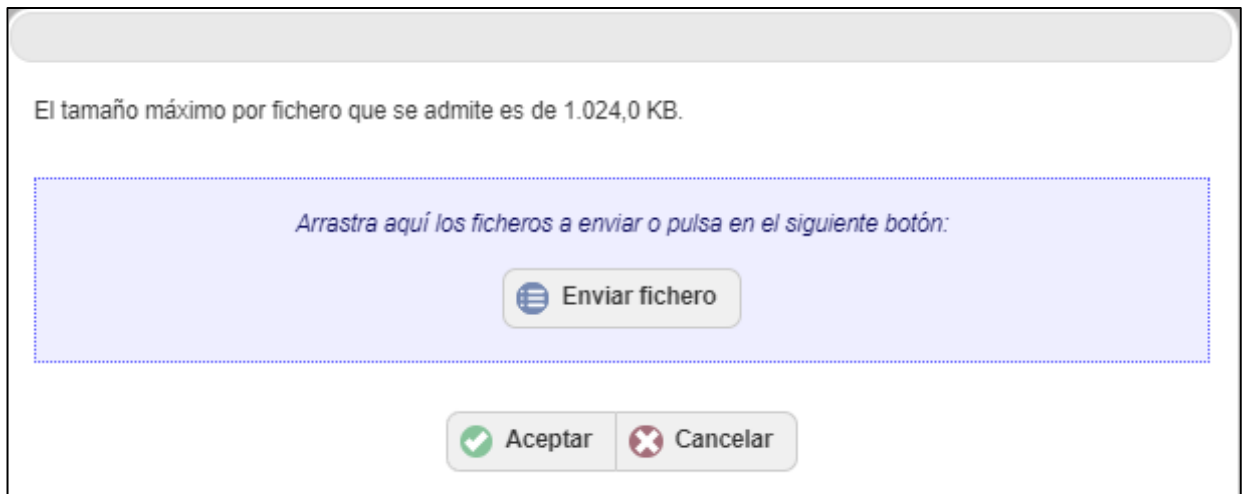 El tamaño máximo por fichero que se admite es de 1.024,0 KB.
Arrastra aquí los ficheros a enviar o pulsa en el siguiente botón:
Enviar fichero
Aceptar Cancelar